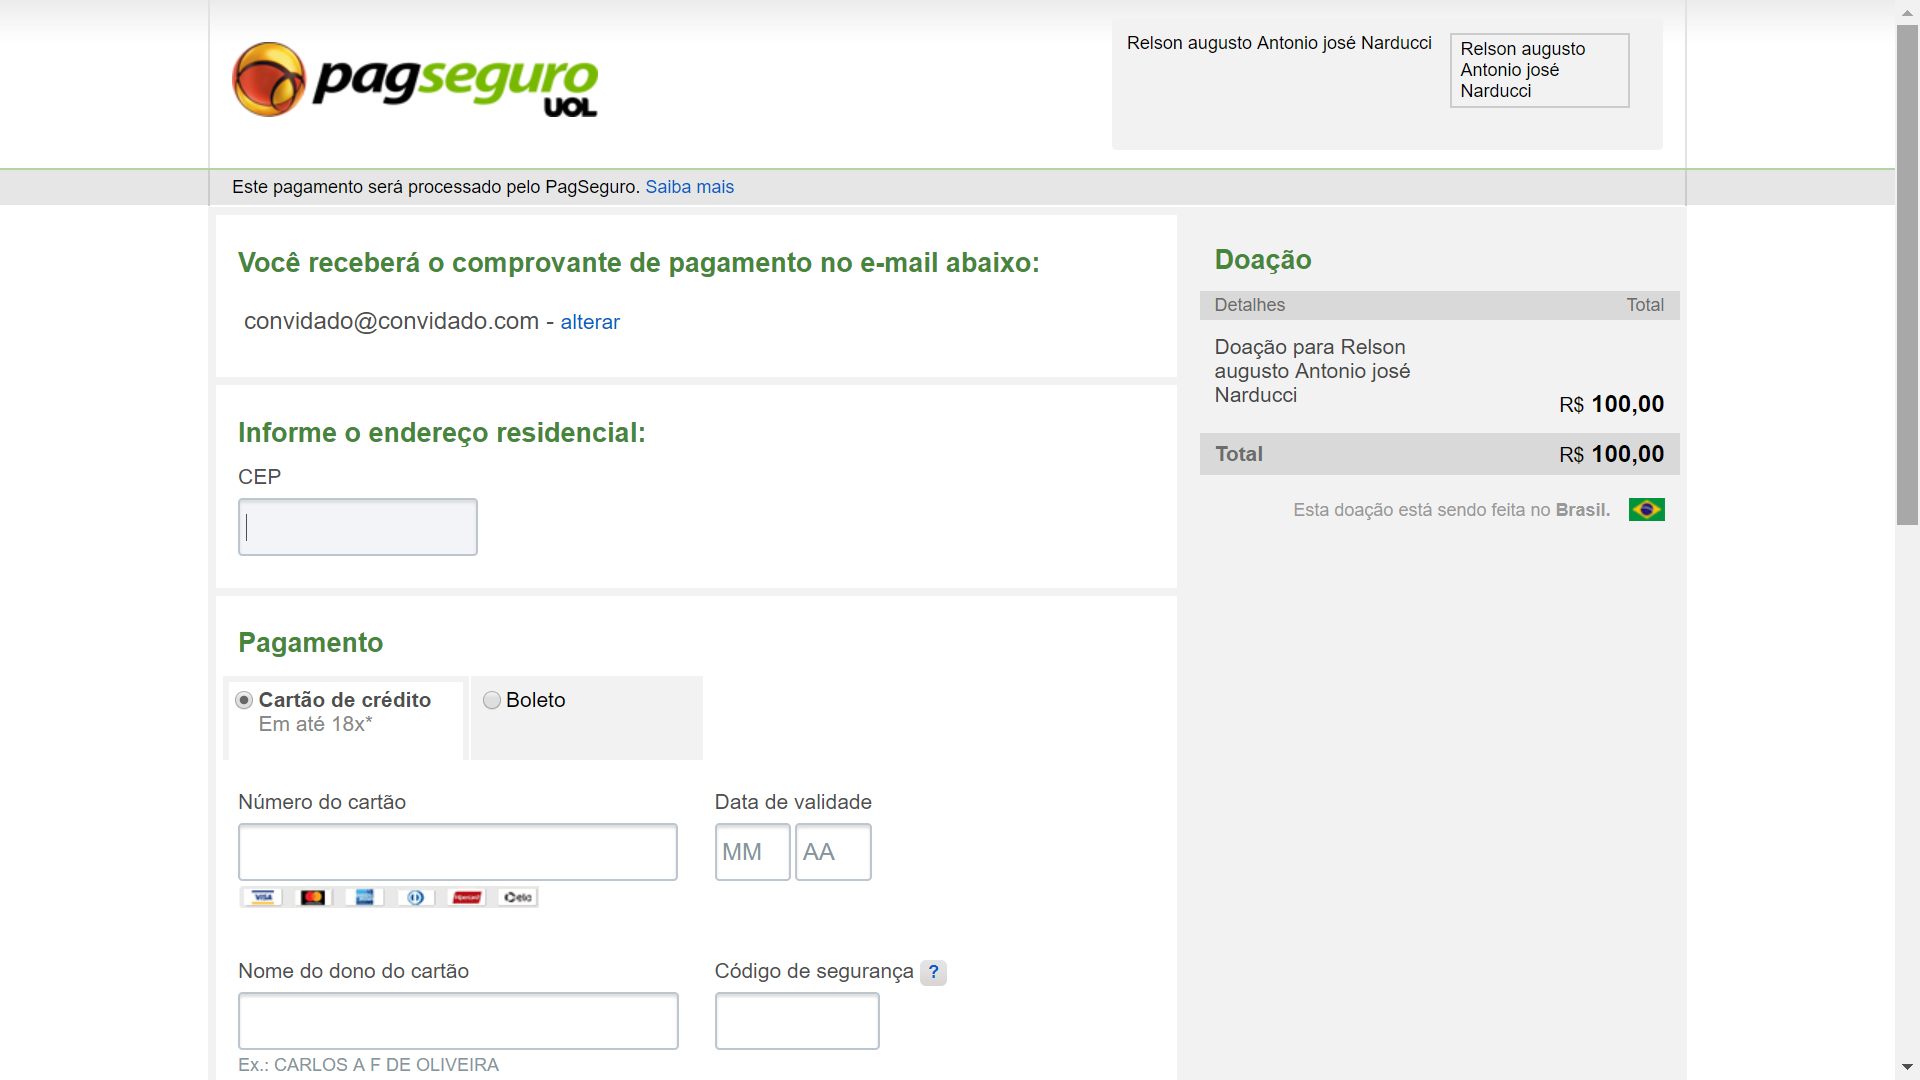 pagseguro
UOL
Relson augusto Antonio josé Narducci
Relson augusto
Antonio josé
Narducci
Este pagamento será processado pelo PagSeguro. Saiba mais
Você receberá o comprovante de pagamento no e-mail abaixo:
convidado@convidado.com - alterar
Informe o endereço residencial:
CEP
Pagamento
Cartão de crédito
Em até 18x*
Boleto
Número do cartão
Data de validade
MM AA
VISA
elo
Nome do dono do cartão
Código de segurança ?
Ex.: CARLOS A F DE OLIVEIRA
Doação
Detalhes Total
Doação para Relson
augusto Antonio josé
Narducci
R$ 100,00
Total R$ 100,00
Esta doação está sendo feita no Brasil.